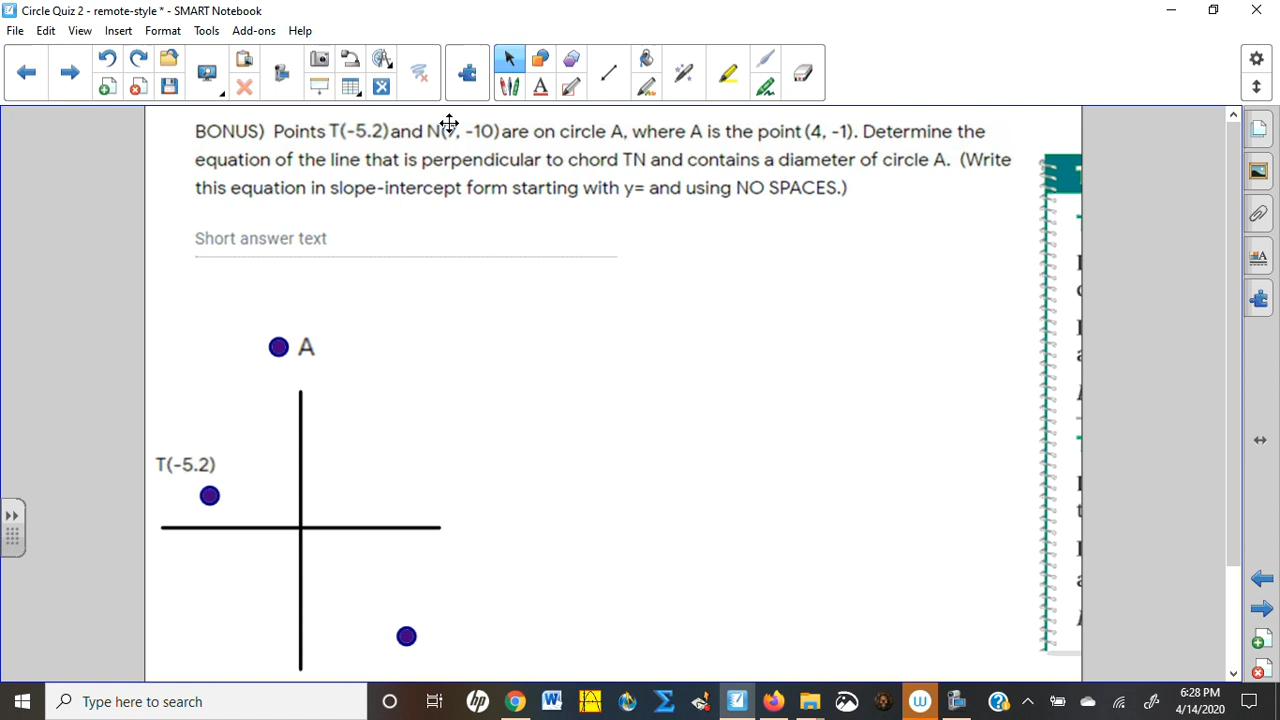 Circle Quiz 2 - remote-style * - SMART Notebook
File Edit View Insert Format Tools Add-ons Help
BONUS) Points T(-5.2) and N( , -10) are on circle A, where A is the point (4, -1). Determine the
equation of the line that is perpendicular to chord TN and contains a diameter of circle A. (Write
this equation in slope-intercept form starting with y= and using NO SPACES.)
Short answer text
A
T(-5.2)
Type here to search
6:28 PM
4/14/2020